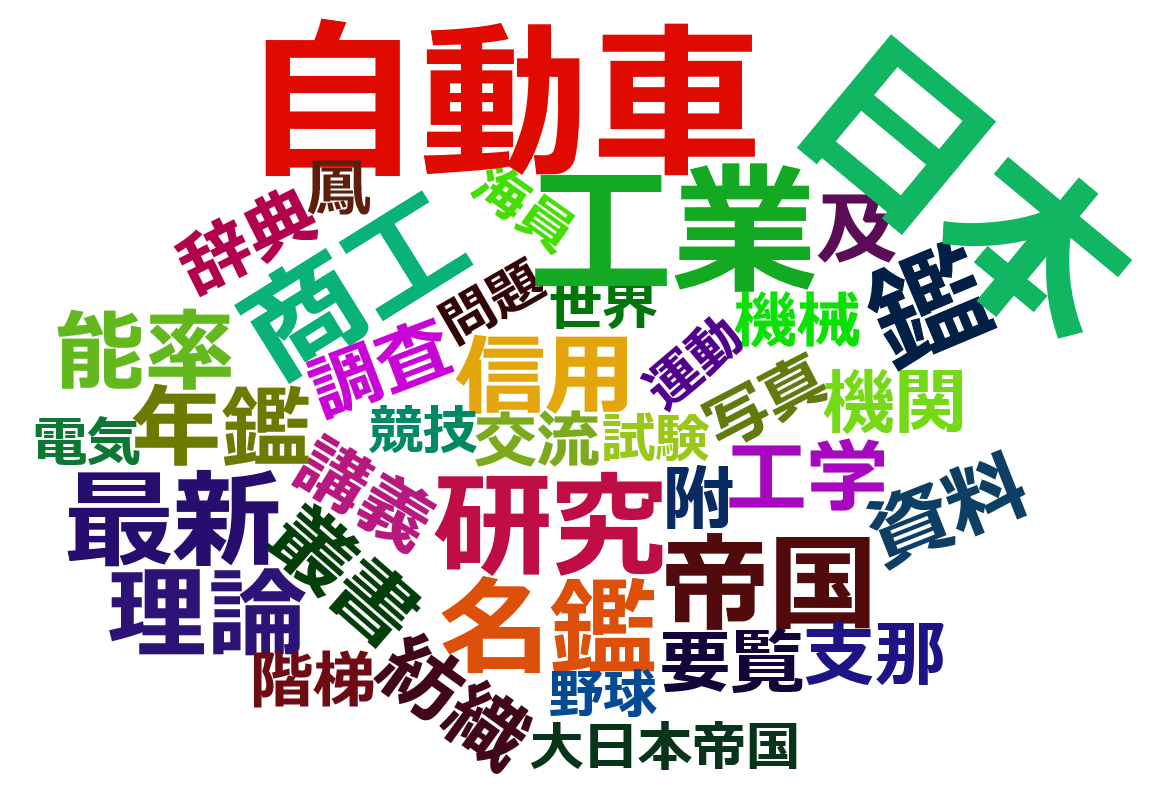 自動車
日本
鳳
海員
工業
及
辞典
商工
問題
世界
鑑
機械
能率
調査
信用
運動
写真
機関
年鑑
電気
競技
交流
試験
工学
講義
最新
研究
附
資料
叢書
帝国
理論
名鑑
要覧
支那
階梯
紡織
野球
大日本帝国